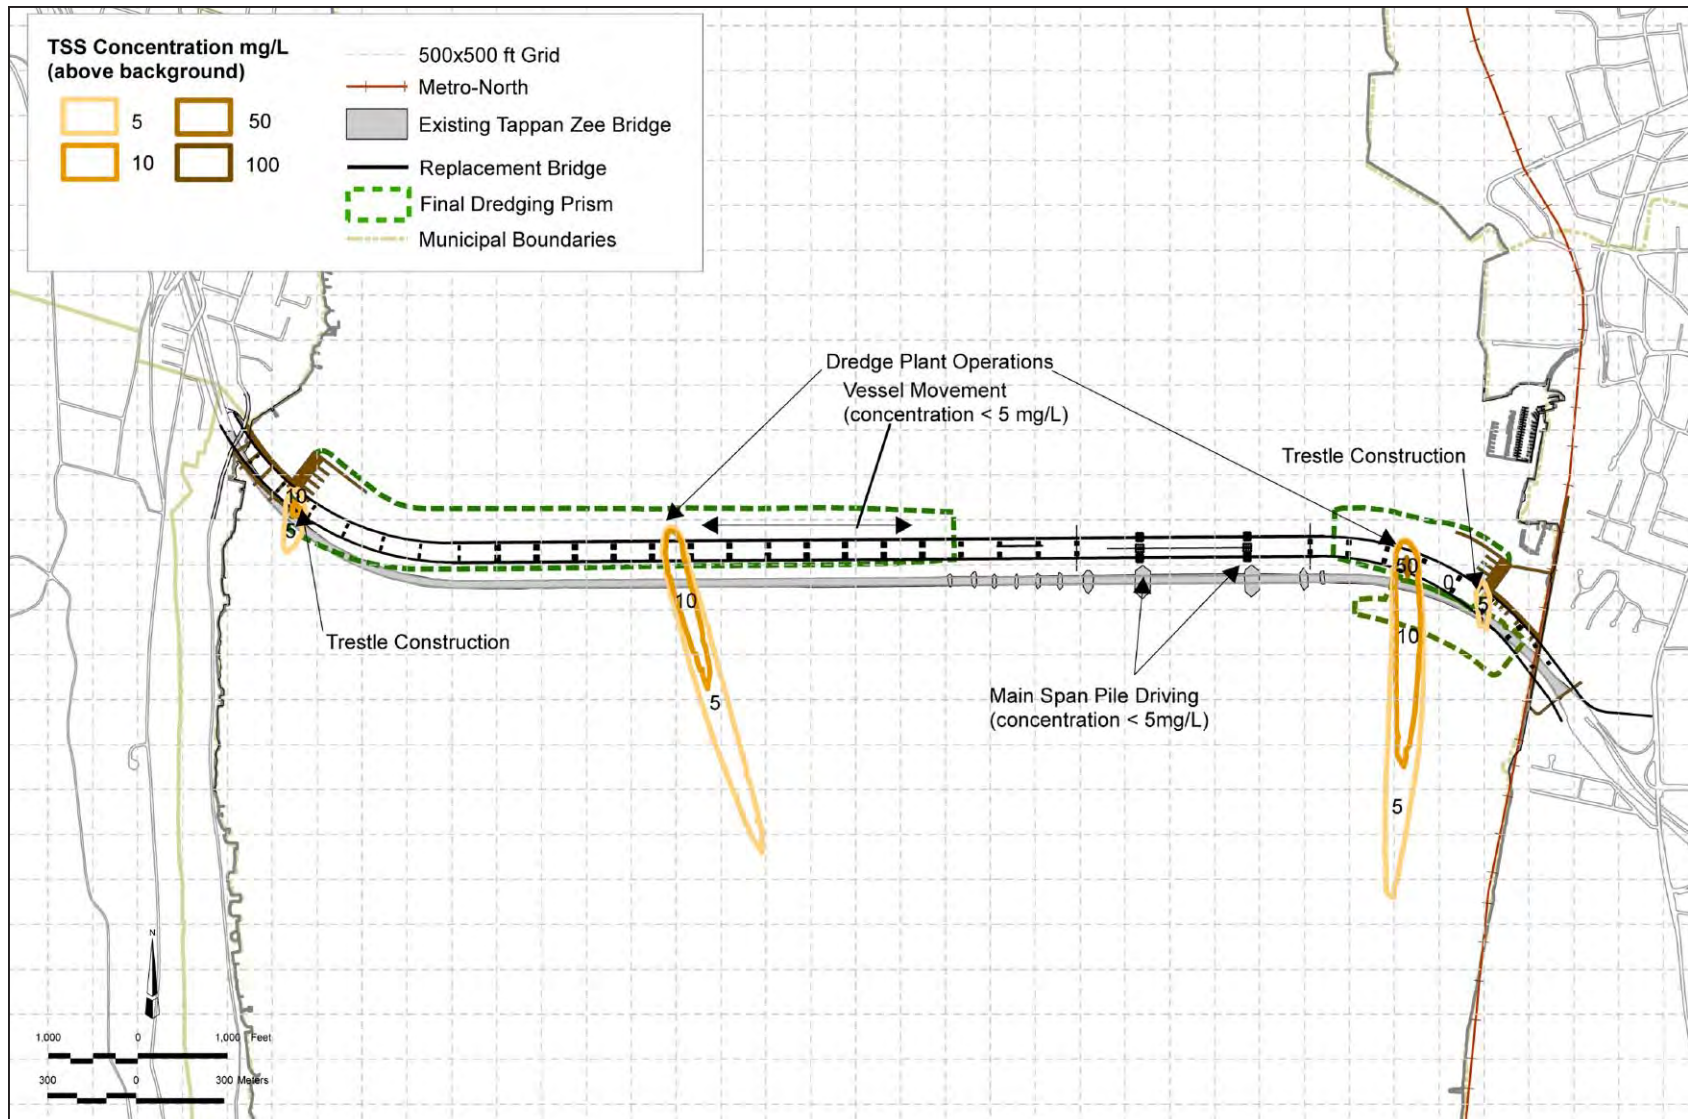 TSS Concentration mg/L
(above background)
5
50
10
100
500x500 ft Grid
Metro-North
Existing Tappan Zee Bridge
Replacement Bridge
Final Dredging Prism
Municipal Boundaries
Dredge Plant Operations
Vessel Movement
(concentration < 5 mg/L)
Trestle Construction
10
5
50
0
5
10
10
Trestle Construction
5
Main Span Pile Driving
(concentration < 5mg/L)
5
N
1,000 0 1,000 Feet
300 0 300 Meters